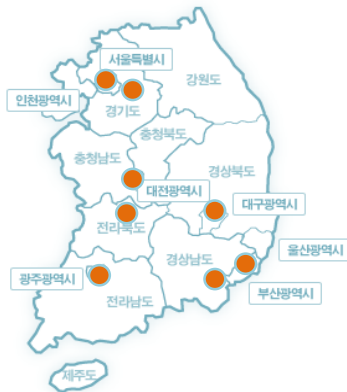 서울특별시
강원도
인천광역시
경기도
충청북도
충청남도
경상북도
대전광역시
대구광역시
전라북도
울산광역시
경상남도
광주광역시
부산광역시
전라남도
제주도